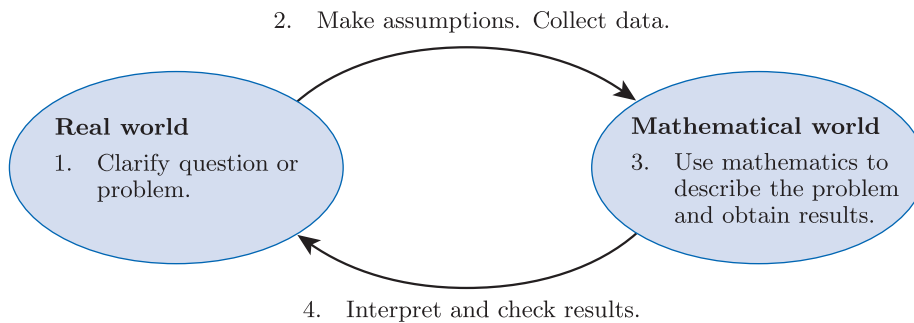 2. Make assumptions. Collect data.
Real world
1. Clarify question or
problem.
Mathematical world
3. Use mathematics to
describe the problem
and obtain results.
4. Interpret and check results.